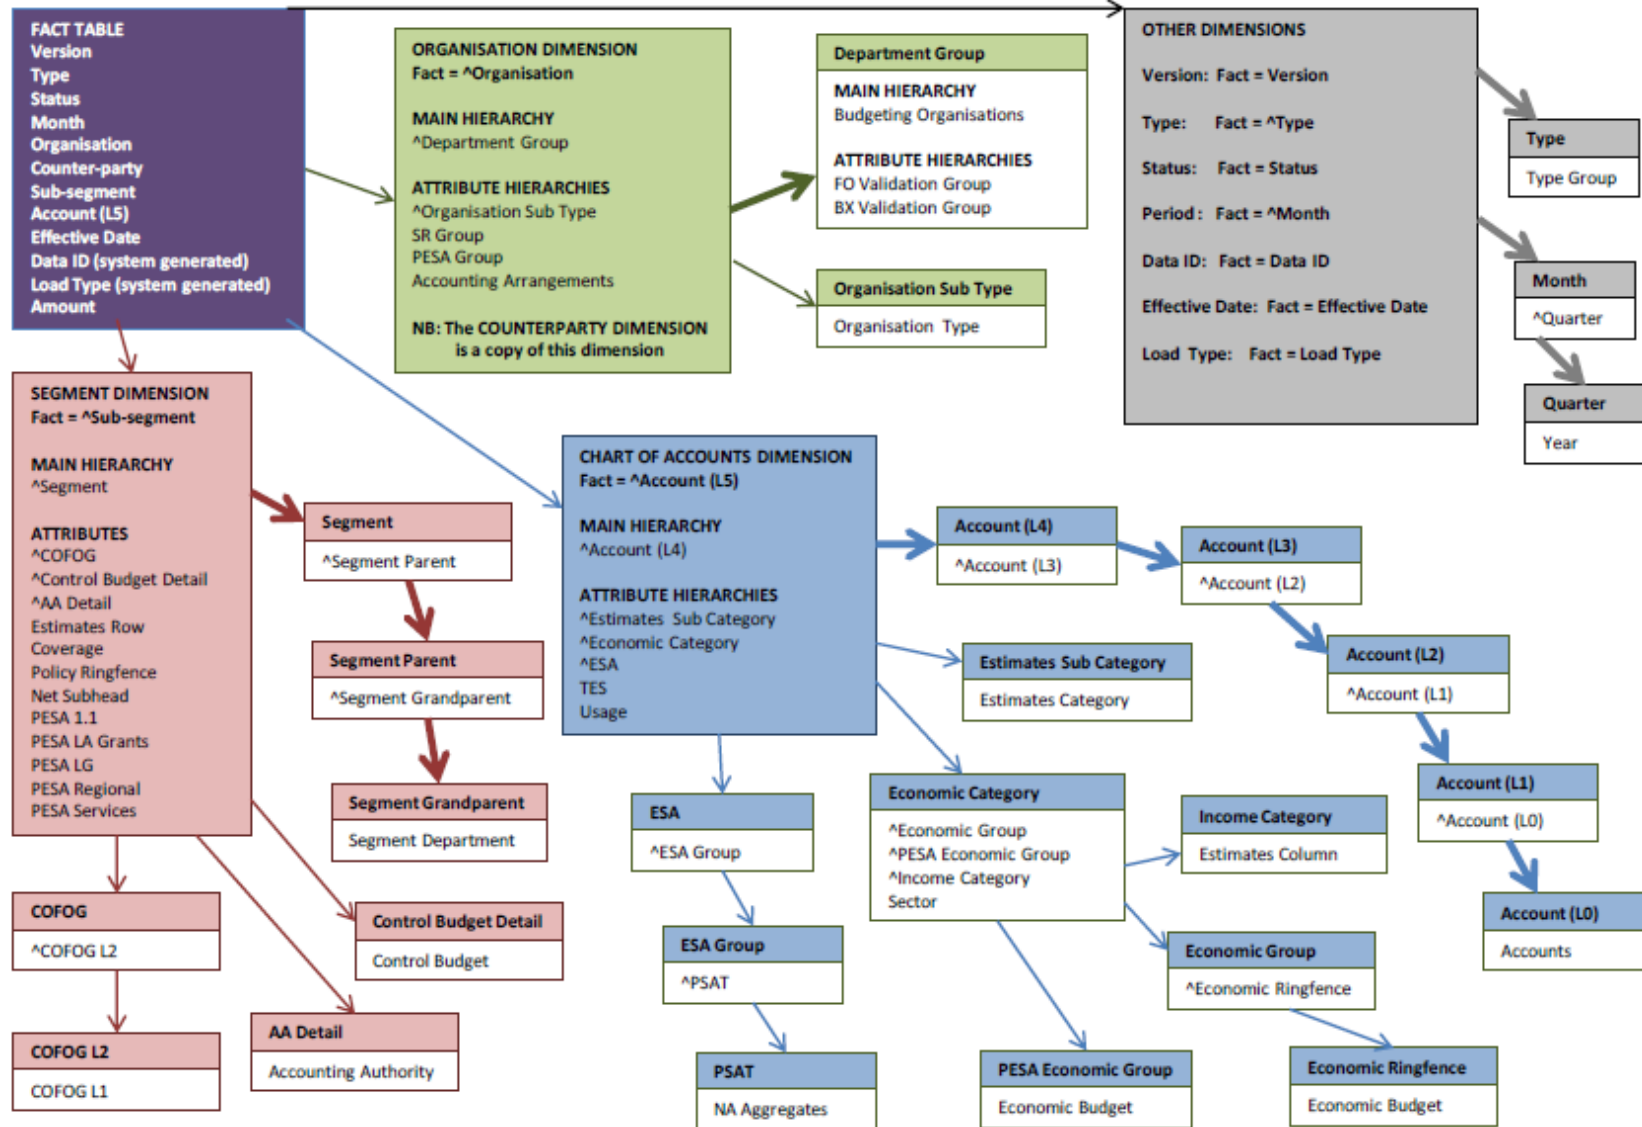 FACT TABLE
Version
Type
Status
Month
Organisation
Counter-party
Sub-segment
Account (L5)
Effective Date
Data ID (system generated)
Load Type (system generated)
Amount
ORGANISATION DIMENSION
Fact = ^Organisation
MAIN HIERARCHY
^Department Group
ATTRIBUTE HIERARCHIES
^Organisation Sub Type
SR Group
PESA Group
Accounting Arrangements
NB: The COUNTERPARTY DIMENSION
is a copy of this dimension
Department Group
MAIN HIERARCHY
Budgeting Organisations
ATTRIBUTE HIERARCHIES
FO Validation Group
BX Validation Group
Organisation Sub Type
Organisation Type
OTHER DIMENSIONS
Version: Fact = Version
Type: Fact = ^Type
Status: Fact = Status
Period : Fact = ^Month
Data ID: Fact = Data ID
Effective Date: Fact = Effective Date
Load Type: Fact = Load Type
Type
Type Group
Month
^Quarter
Quarter
Year
SEGMENT DIMENSION
Fact = ^Sub-segment
MAIN HIERARCHY
^Segment
ATTRIBUTES
^COFOG
^Control Budget Detail
^AA Detail
Estimates Row
Coverage
Policy Ringfence
Net Subhead
PESA 1.1
PESA LA Grants
PESA LG
PESA Regional
PESA Services
Segment
^Segment Parent
Segment Parent
^Segment Grandparent
Segment Grandparent
Segment Department
COFOG
^COFOG L2
COFOG L2
COFOG L1
Control Budget Detail
Control Budget
AA Detail
Accounting Authority
CHART OF ACCOUNTS DIMENSION
Fact = ^Account (L5)
MAIN HIERARCHY
^Account (L4)
ATTRIBUTE HIERARCHIES
^Estimates Sub Category
^Economic Category
^ESA
TES
Usage
Account (L4)
^Account (L3)
Account (L3)
^Account (L2)
Account (L2)
^Account (L1)
Account (L1)
^Account (L0)
Account (L0)
Accounts
Estimates Sub Category
Estimates Category
Economic Category
^Economic Group
^PESA Economic Group
^Income Category
Sector
Income Category
Estimates Column
Economic Group
^Economic Ringfence
Economic Ringfence
Economic Budget
PESA Economic Group
Economic Budget
ESA
^ESA Group
ESA Group
^PSAT
PSAT
NA Aggregates